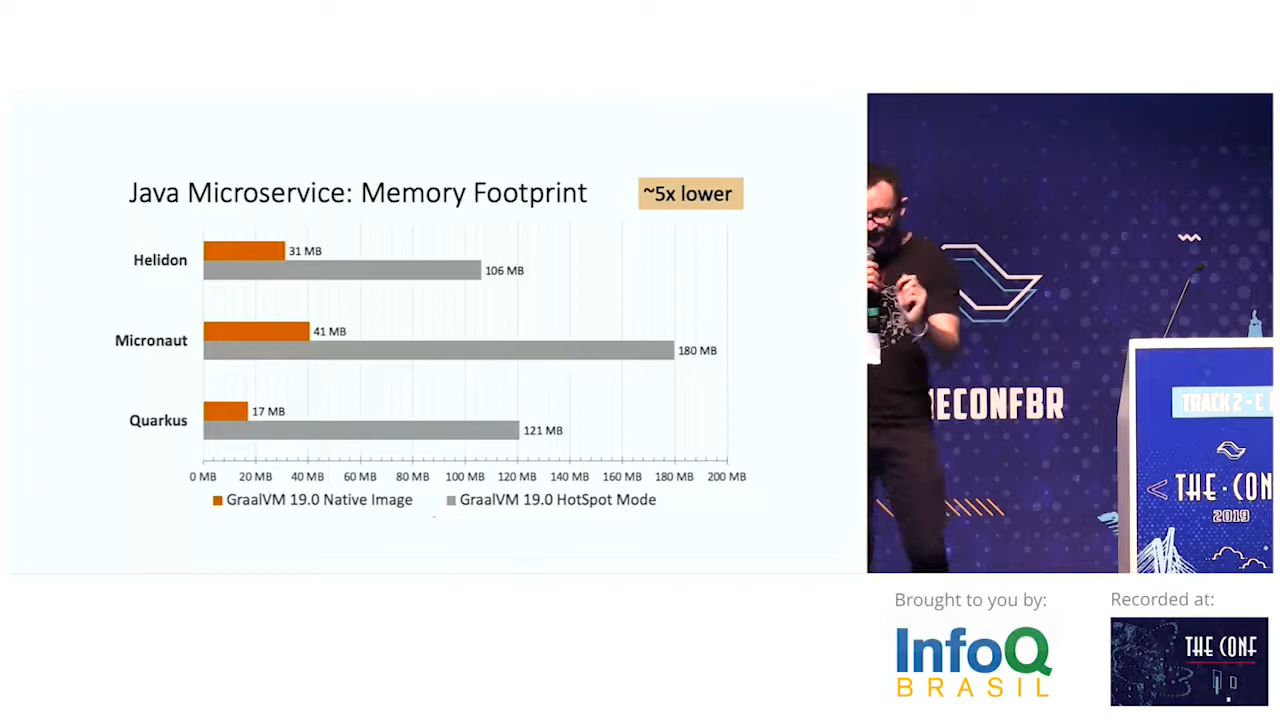 Java Microservice: Memory Footprint
~5x lower
Helidon
31 MB
106 MB
Micronaut
41 MB
180 MB
Quarkus
17 MB
121 MB
0 MB 20 MB 40 MB 60 MB 80 MB 100 MB 120 MB 140 MB 160 MB 180 MB 200 MB
GraalVM 19.0 Native Image GraalVM 19.0 HotSpot Mode
ECONFBR
TRACK 2 - C
< THE · CON
2019
Brought to you by:
InfoQ
BRASIL
Recorded at:
THE CONF